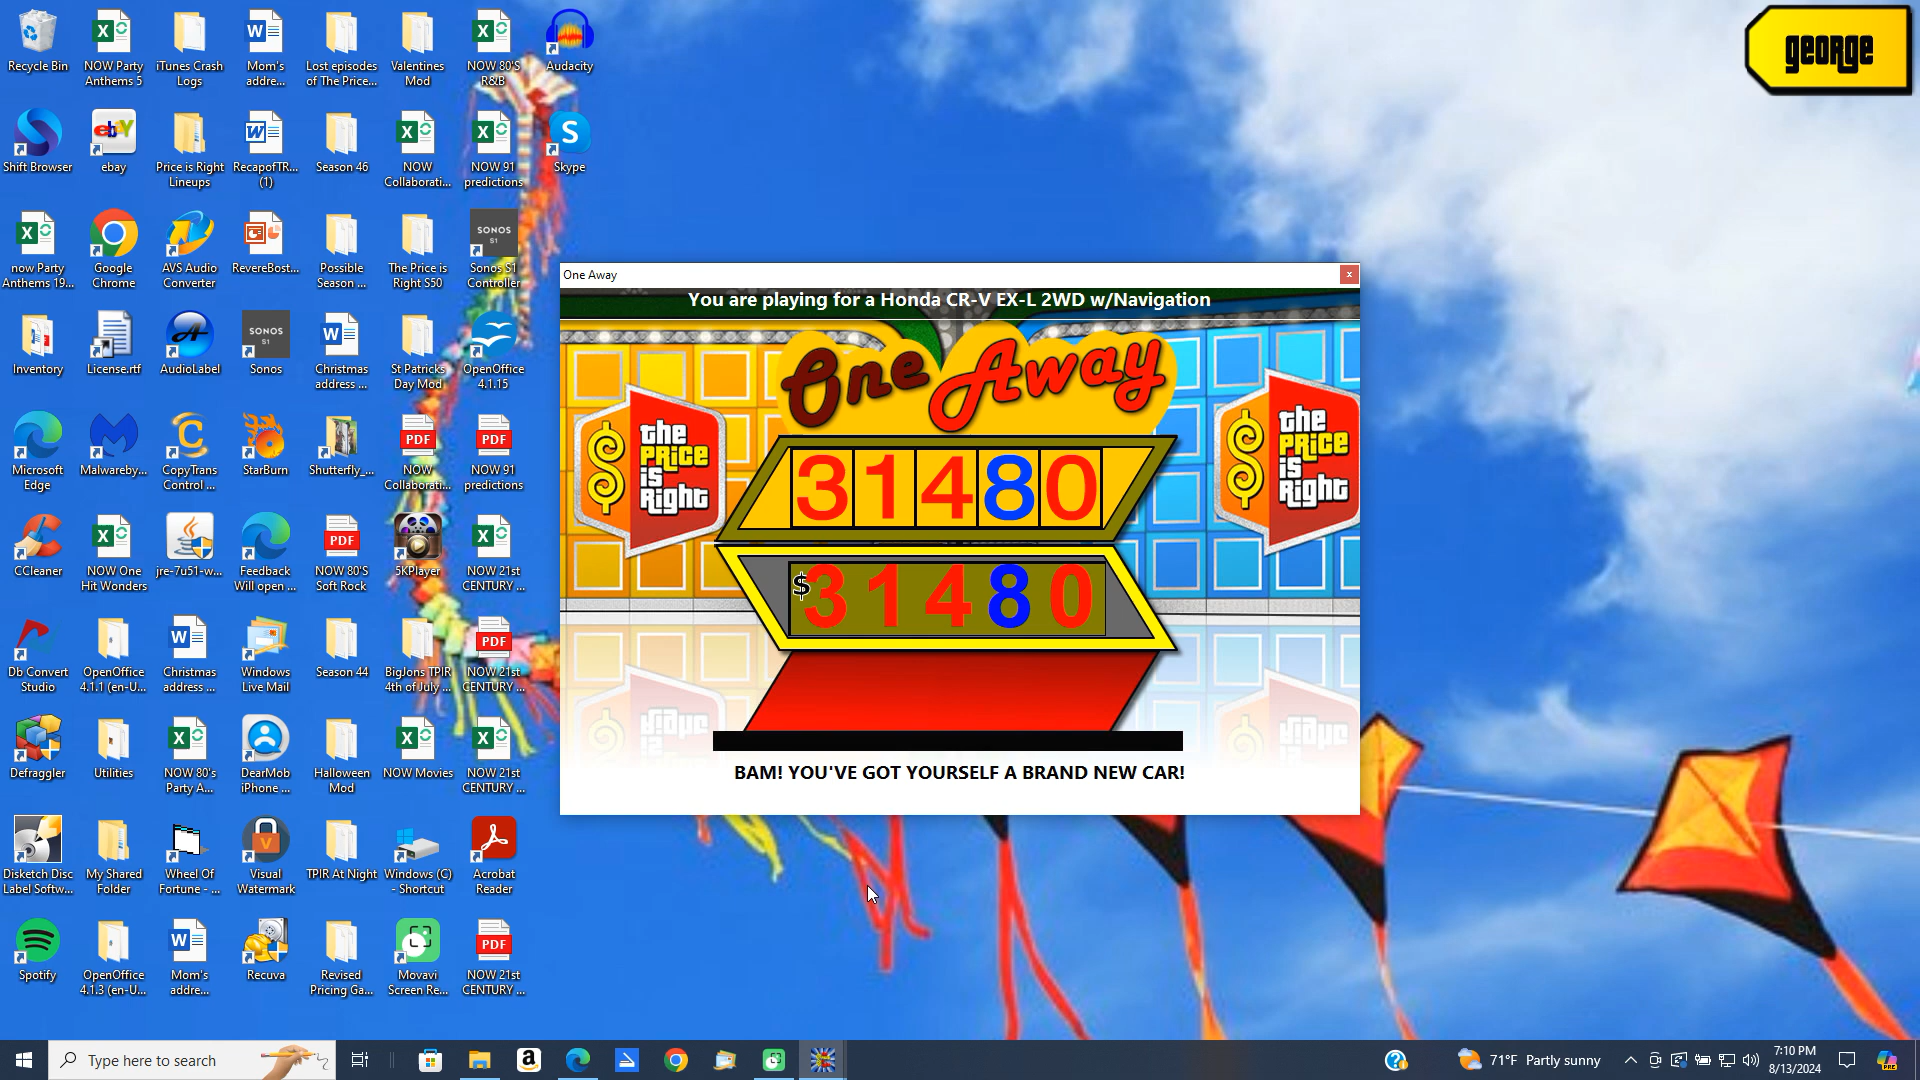 george
Recycle Bin
NOW Party
Anthems 5
iTunes Crash
Logs
Mom's
addre...
Lost episodes
of The Price...
Valentines
Mod
NOW 80'S
R&B
Audacity
Shift Browser
ebay
ebay
Price is Right
Lineups
RecapofTR...
(1)
Season 46
NOW
Collaborati...
NOW 91
predictions
Skype
now Party
Anthems 19...
Google
Chrome
AVS Audio
Converter
RevereBost...
Possible
Season ...
The Price is
Right S50
SONOS
S1
Sonos S1
Controller
Inventory
License.rtf
AudioLabel
SONOS
S1
Sonos
Christmas
address ...
St Patricks
Day Mod
OpenOffice
4.1.15
Microsoft
Edge
Malwareby...
CopyTrans
Control ...
StarBurn
Shutterfly_...
PDF
NOW
Collaborati...
PDF
NOW 91
predictions
CCleaner
NOW One
Hit Wonders
jre-7u51-w...
Feedback
Will open ...
PDF
NOW 80'S
Soft Rock
5KPlayer
NOW 21st
CENTURY ...
Db Convert
Studio
OpenOffice
4.1.1 (en-U...
Christmas
address ...
Windows
Live Mail
Season 44
BigJons TPIR
4th of July ...
PDF
NOW 21st
CENTURY ...
Defraggler
Utilities
NOW 80's
Party A...
DearMob
iPhone ...
Halloween
Mod
NOW Movies
NOW 21st
CENTURY ...
Disketch Disc
Label Softw...
My Shared
Folder
Wheel Of
Fortune - ...
Visual
Watermark
TPIR At Night
Windows (C)
- Shortcut
Acrobat
Reader
Spotify
OpenOffice
4.1.3 (en-U...
Mom's
addre...
Recuva
Revised
Pricing Ga...
Movavi
Screen Re...
PDF
NOW 21st
CENTURY ...
One Away
You are playing for a Honda CR-V EX-L 2WD w/Navigation
One Away
the PRICE is Right
the PRICE is Right
31480
$31480
BAM! YOU'VE GOT YOURSELF A BRAND NEW CAR!
Type here to search
71°F Partly sunny
7:10 PM
8/13/2024